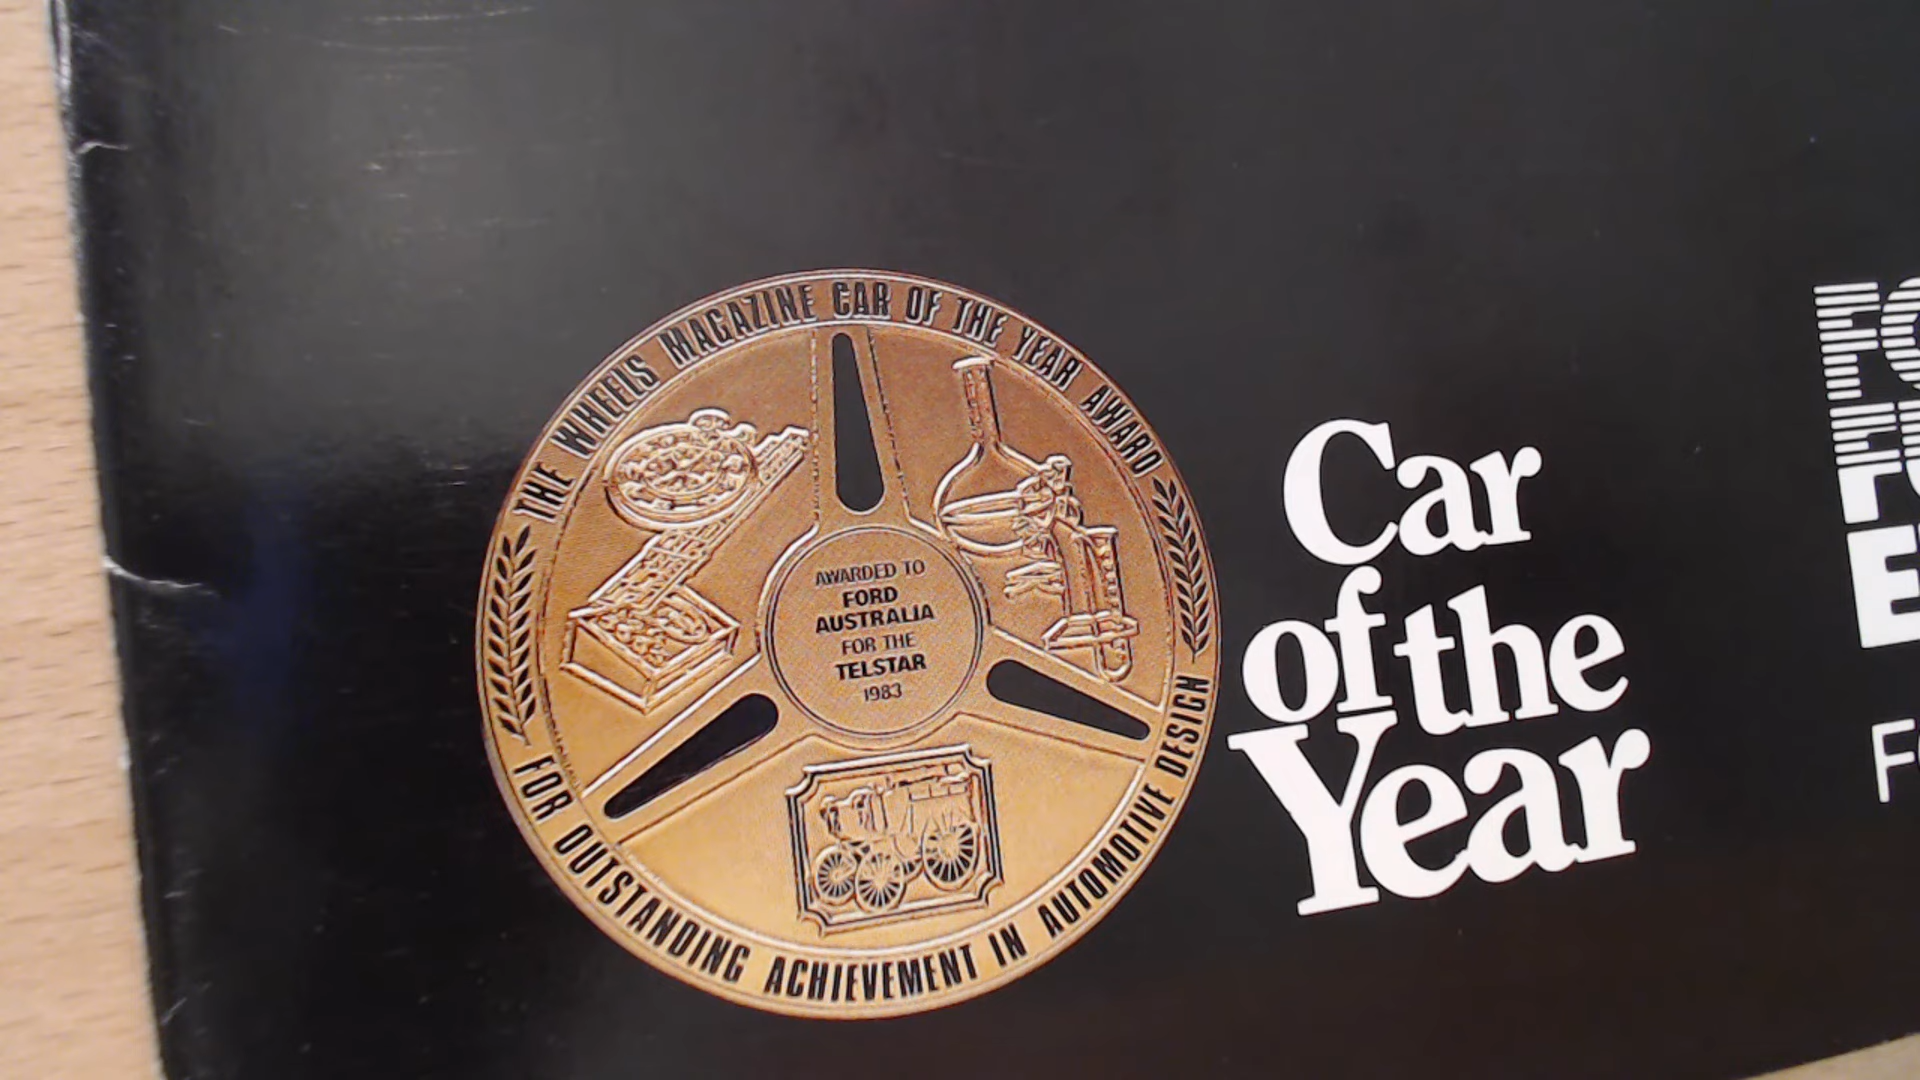 THE WHEELS MAGAZINE CAR OF THE YEAR AWARD
AWARDED TO
FORD
AUSTRALIA
FOR THE
TELSTAR
1983
FOR OUTSTANDING ACHIEVEMENT IN AUTOMOTIVE DESIGN
Car
of the
Year